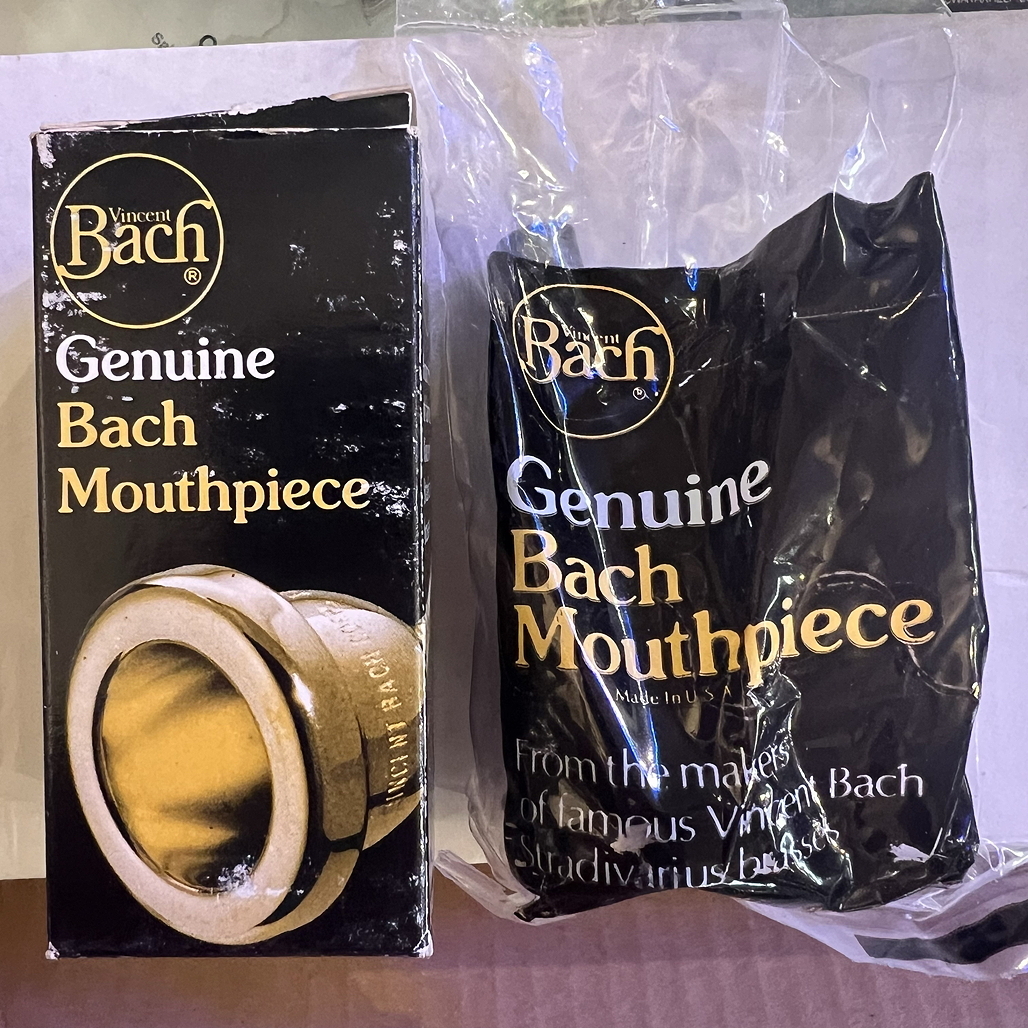 Vincent
Bach
®
Genuine
Bach
Mouthpiece
VINCENT BACH COR
Vincent
Bach
®
Genuine
Bach
Mouthpiece
Made In U S A
From the makers
of famous Vincent Bach
Stradivarius brasses